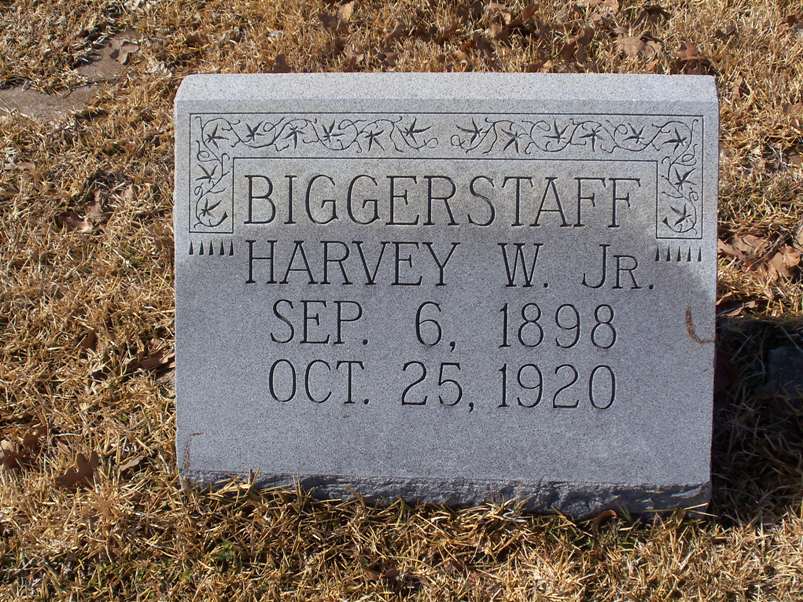 BIGGERSTAFF
HARVEY W. JR.
SEP. 6, 1898
OCT. 25, 1920